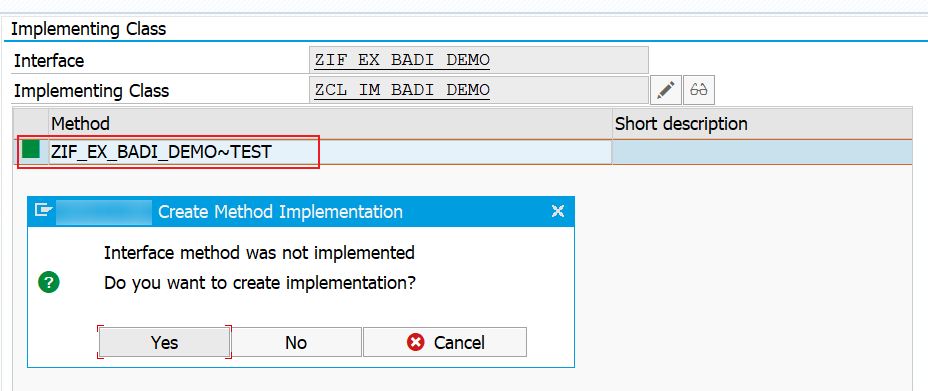 Implementing Class
Interface ZIF_EX_BADI_DEMO
Implementing Class ZCL_IM_BADI_DEMO
Method Short description
ZIF_EX_BADI_DEMO~TEST
Create Method Implementation
Interface method was not implemented
Do you want to create implementation?
Yes No Cancel